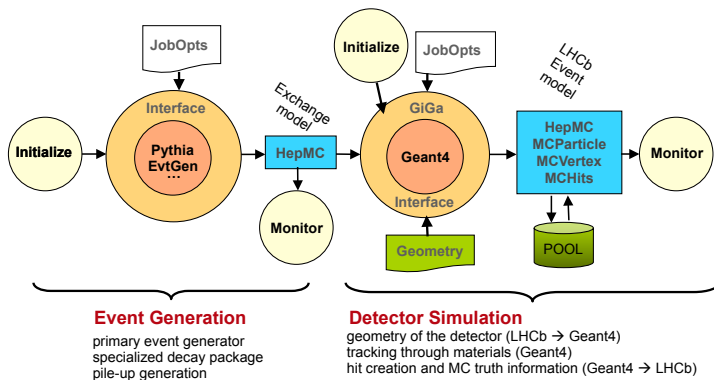 JobOpts
Interface
Initialize
Pythia
EvtGen
...
Exchange
model
HepMC
Monitor
Initialize
JobOpts
GiGa
Geant4
Interface
Geometry
LHCb
Event
model
HepMC
MCParticle
MCVertex
MCHits
Monitor
POOL
Event Generation
primary event generator
specialized decay package
pile-up generation
Detector Simulation
geometry of the detector (LHCb → Geant4)
tracking through materials (Geant4)
hit creation and MC truth information (Geant4 → LHCb)